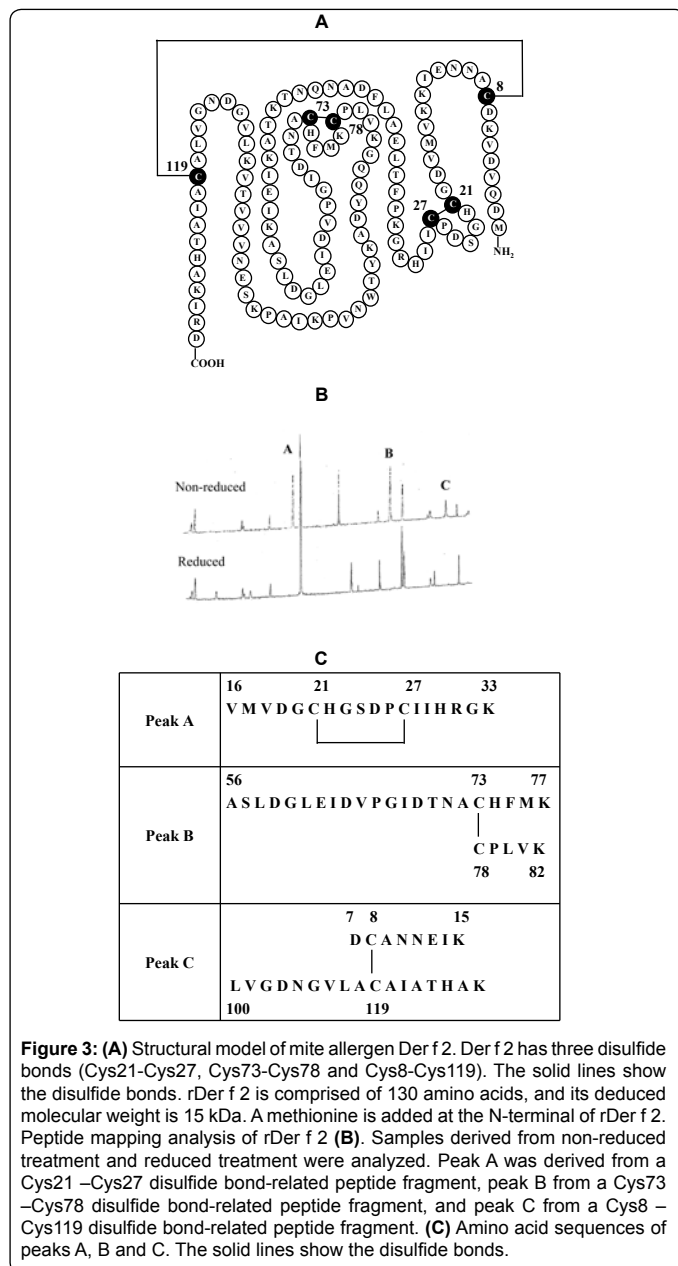 A
M D Q V D V K D C A N N E I K K V M V D G C H G S D P C I I H R G K P F T L E A L F D A N Q N T K T A K I E I K A S L D G L E I D V P G I D T N A C H F M K C P L V K G Q Q Y D A K Y T W N V P K I A P K S E N V V V T V K L V G D N G V L A C A I A T H A K I R D
8
73
78
119
21
27
NH2
COOH
B
A
B
C
Non-reduced
Reduced
C
Peak A
16 21 27 33
V M V D G C H G S D P C I I H R G K
Peak B
56 73 77
A S L D G L E I D V P G I D T N A C H F M K
C P L V K
78 82
Peak C
7 8 15
D C A N N E I K
L V G D N G V L A C A I A T H A K
100 119
Figure 3: (A) Structural model of mite allergen Der f 2. Der f 2 has three disulfide
bonds (Cys21-Cys27, Cys73-Cys78 and Cys8-Cys119). The solid lines show
the disulfide bonds. rDer f 2 is comprised of 130 amino acids, and its deduced
molecular weight is 15 kDa. A methionine is added at the N-terminal of rDer f 2.
Peptide mapping analysis of rDer f 2 (B). Samples derived from non-reduced
treatment and reduced treatment were analyzed. Peak A was derived from a
Cys21 –Cys27 disulfide bond-related peptide fragment, peak B from a Cys73
–Cys78 disulfide bond-related peptide fragment, and peak C from a Cys8 –
Cys119 disulfide bond-related peptide fragment. (C) Amino acid sequences of
peaks A, B and C. The solid lines show the disulfide bonds.